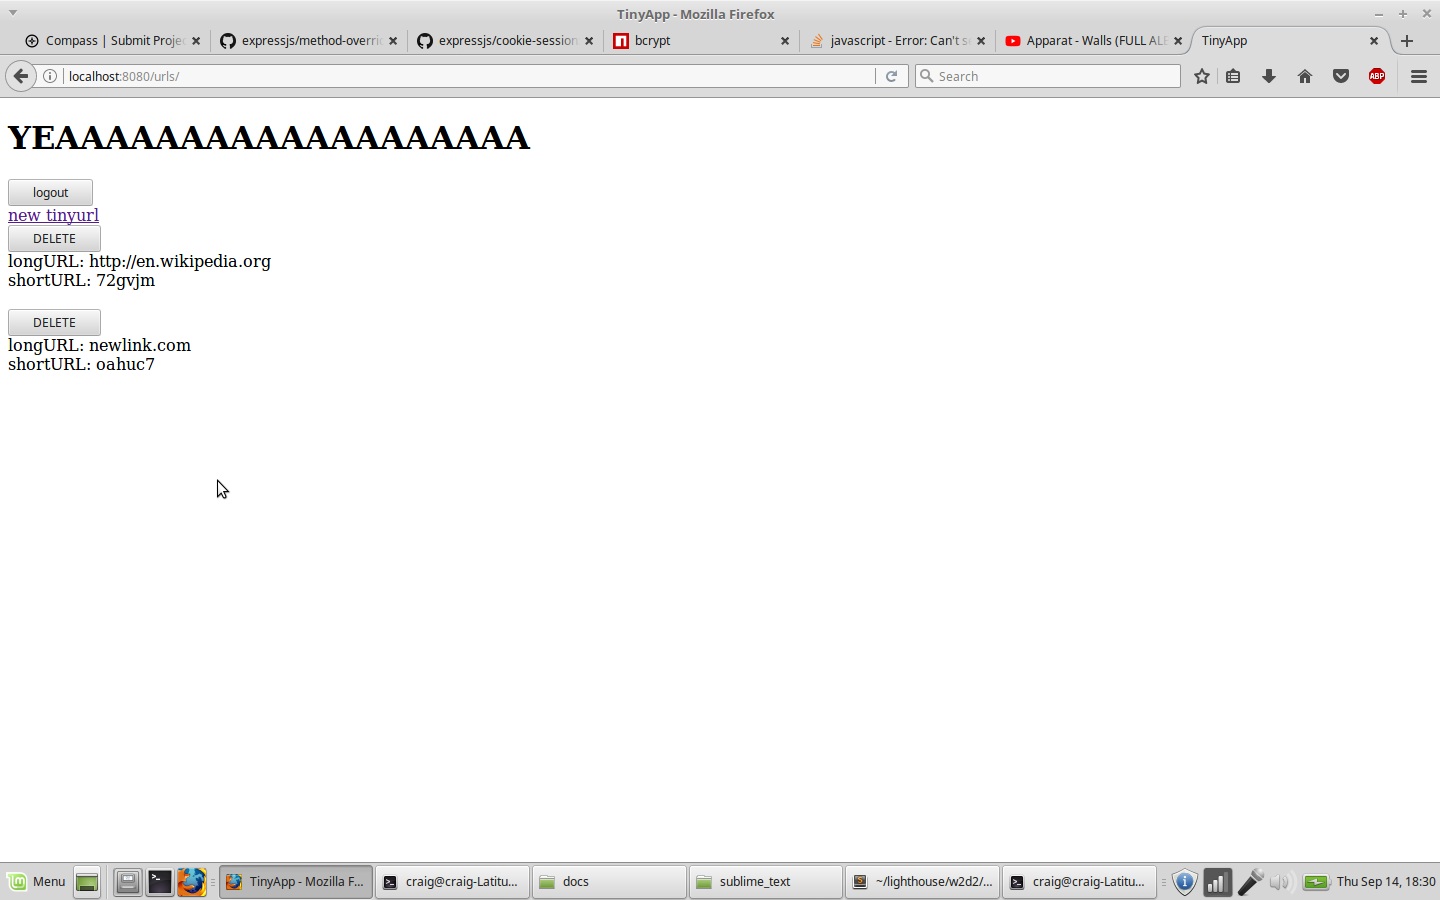 TinyApp - Mozilla Firefox
Compass | Submit Projec
expressjs/method-overri
expressjs/cookie-session
bcrypt
javascript - Error: Can't s
Apparat - Walls (FULL ALB
TinyApp
localhost:8080/urls/
Search
ABP
YEAAAAAAAAAAAAAAAAAAA
logout
new tinyurl
DELETE
longURL: http://en.wikipedia.org
shortURL: 72gvjm
DELETE
longURL: newlink.com
shortURL: oahuc7
Menu
TinyApp - Mozilla F...
craig@craig-Latitu...
docs
sublime_text
~/lighthouse/w2d2/...
craig@craig-Latitu...
Thu Sep 14, 18:30